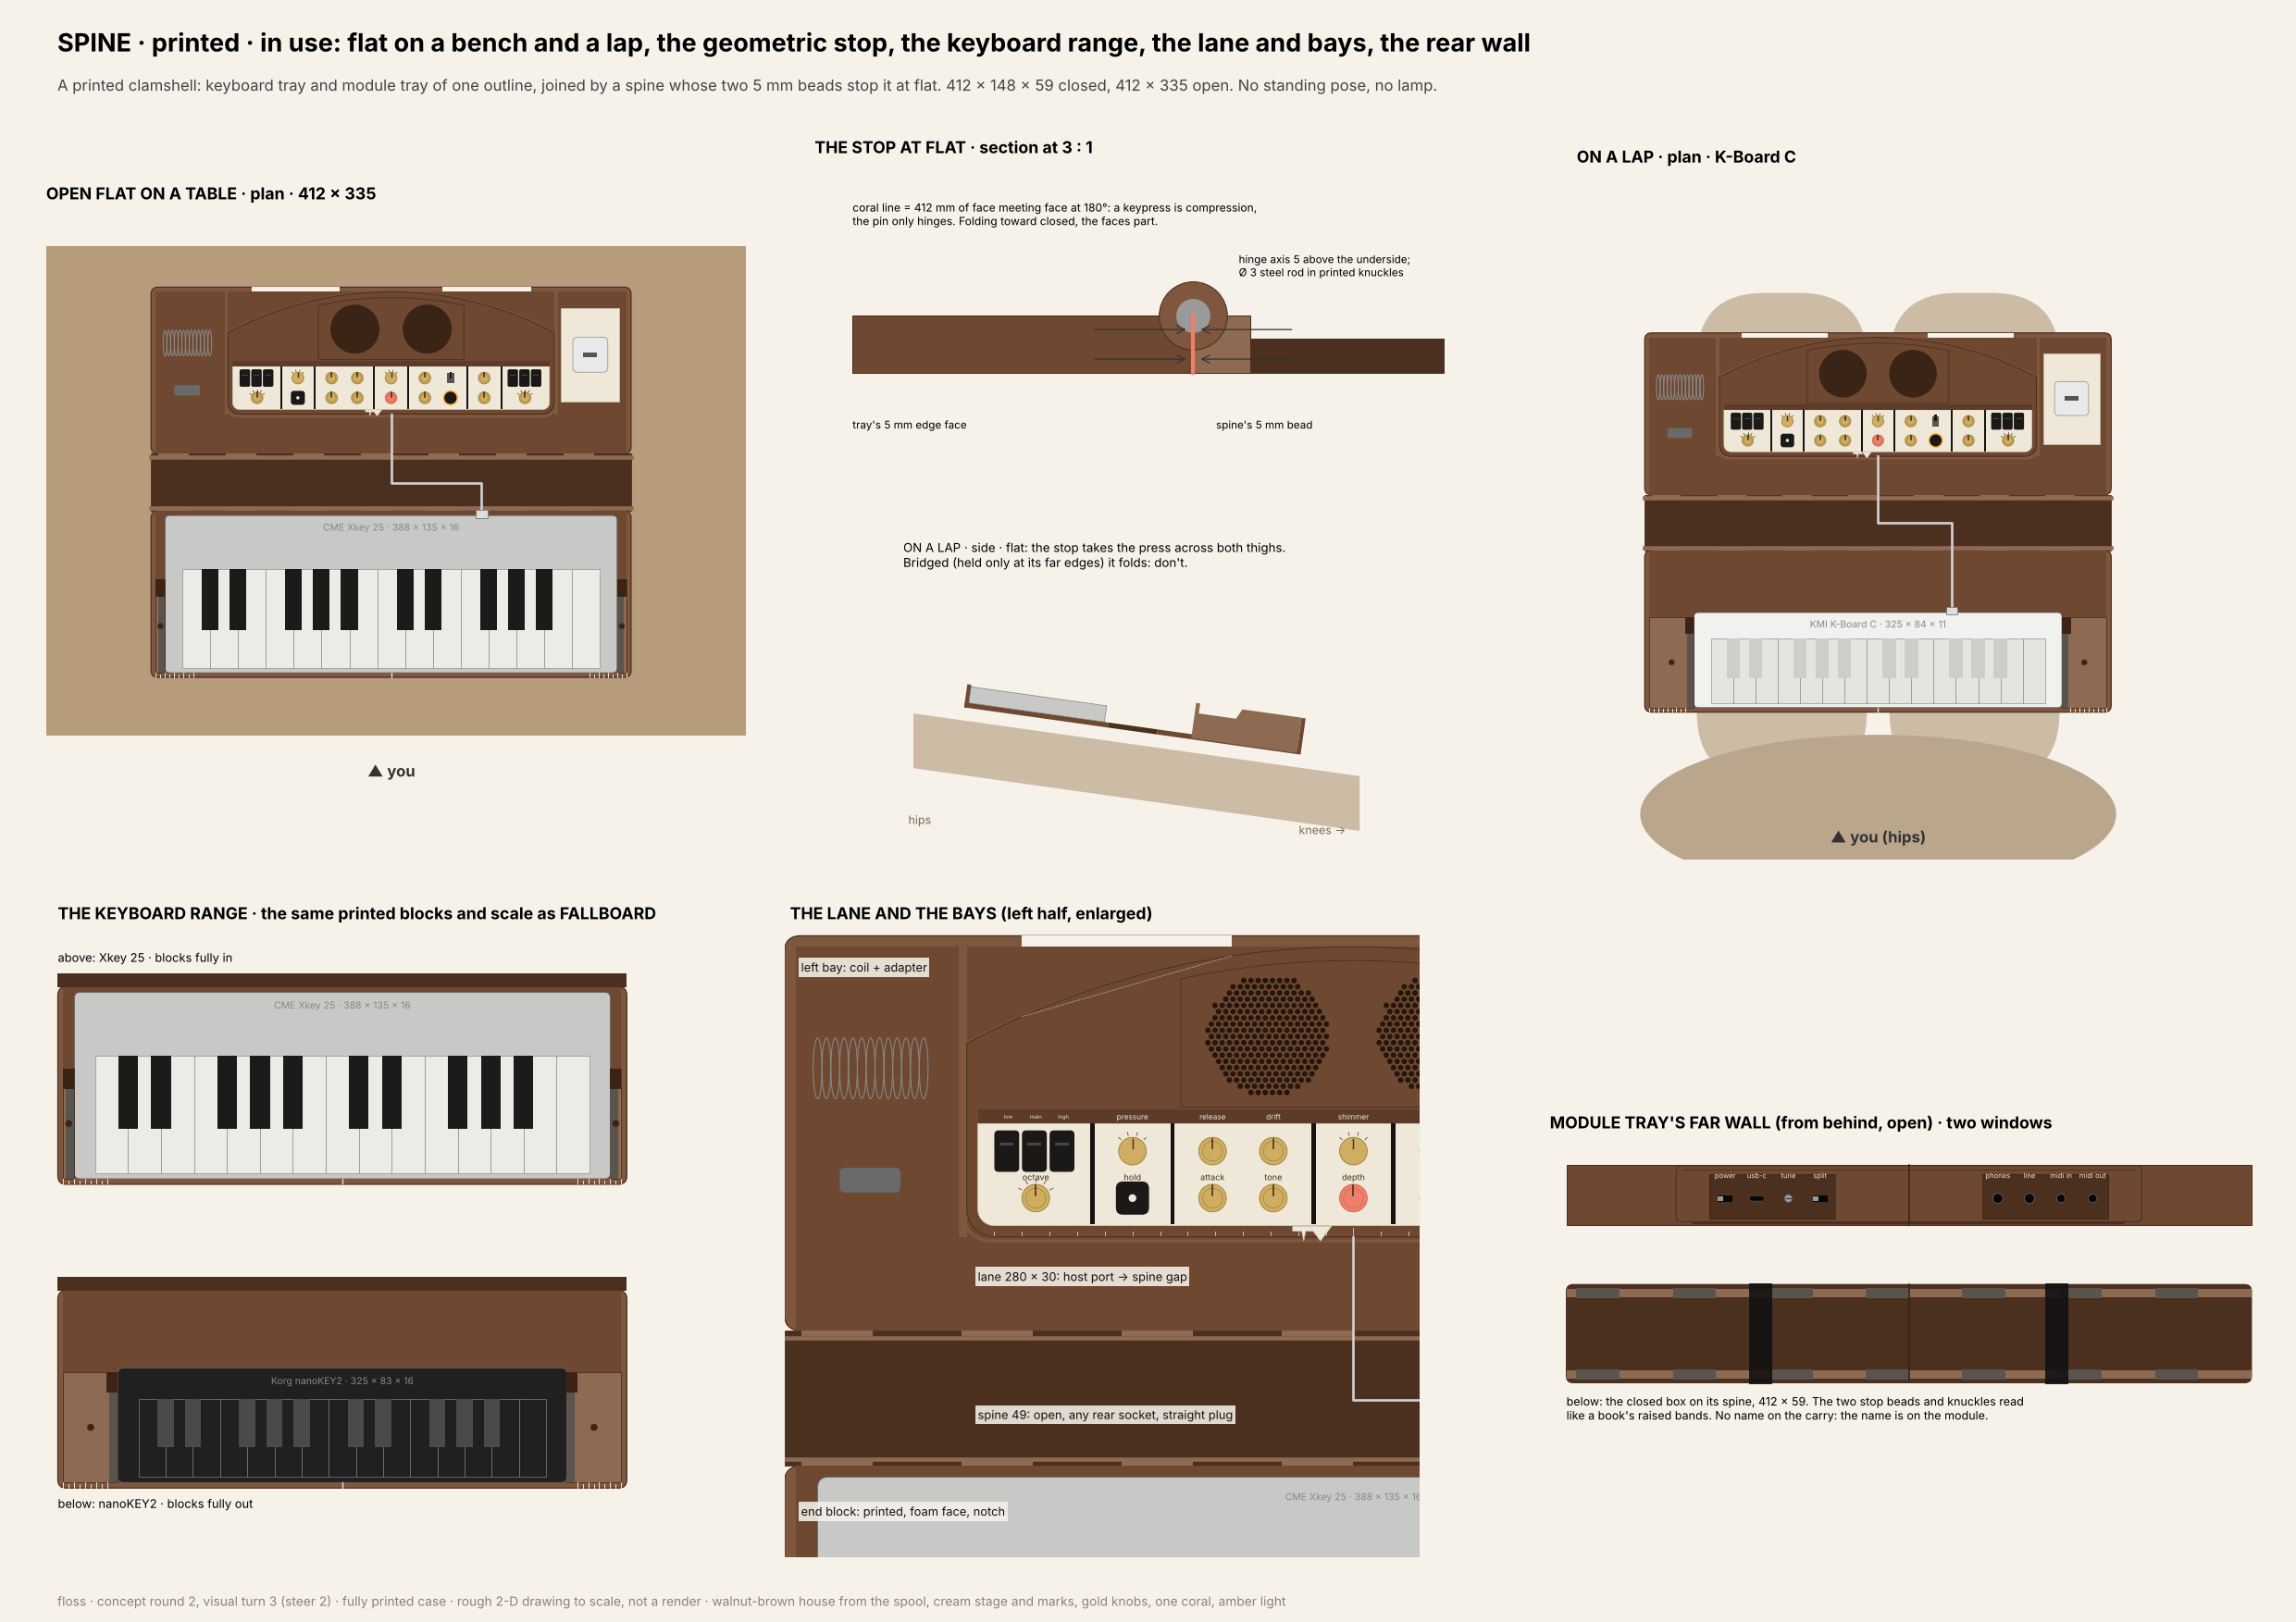 SPINE · printed · in use: flat on a bench and a lap, the geometric stop, the keyboard range, the lane and bays, the rear wall
A printed clamshell: keyboard tray and module tray of one outline, joined by a spine whose two 5 mm beads stop it at flat. 412 × 148 × 59 closed, 412 × 335 open. No standing pose, no lamp.
OPEN FLAT ON A TABLE · plan · 412 × 335
CME Xkey 25 · 388 × 135 × 16
▲ you
THE STOP AT FLAT · section at 3 : 1
coral line = 412 mm of face meeting face at 180°: a keypress is compression,
the pin only hinges. Folding toward closed, the faces part.
hinge axis 5 above the underside;
Ø 3 steel rod in printed knuckles
tray's 5 mm edge face
spine's 5 mm bead
ON A LAP · side · flat: the stop takes the press across both thighs.
Bridged (held only at its far edges) it folds: don't.
hips
knees →
ON A LAP · plan · K-Board C
KMI K-Board C · 325 × 84 × 11
▲ you (hips)
THE KEYBOARD RANGE · the same printed blocks and scale as FALLBOARD
above: Xkey 25 · blocks fully in
CME Xkey 25 · 388 × 135 × 16
Korg nanoKEY2 · 325 × 83 × 16
below: nanoKEY2 · blocks fully out
THE LANE AND THE BAYS (left half, enlarged)
left bay: coil + adapter
low main high pressure release drift shimmer
octave hold attack tone depth
lane 280 × 30: host port → spine gap
spine 49: open, any rear socket, straight plug
CME Xkey 25 · 388 × 135 × 16
end block: printed, foam face, notch
MODULE TRAY'S FAR WALL (from behind, open) · two windows
power usb-c tune split phones line midi in midi out
below: the closed box on its spine, 412 × 59. The two stop beads and knuckles read
like a book's raised bands. No name on the carry: the name is on the module.
floss · concept round 2, visual turn 3 (steer 2) · fully printed case · rough 2-D drawing to scale, not a render · walnut-brown house from the spool, cream stage and marks, gold knobs, one coral, amber light